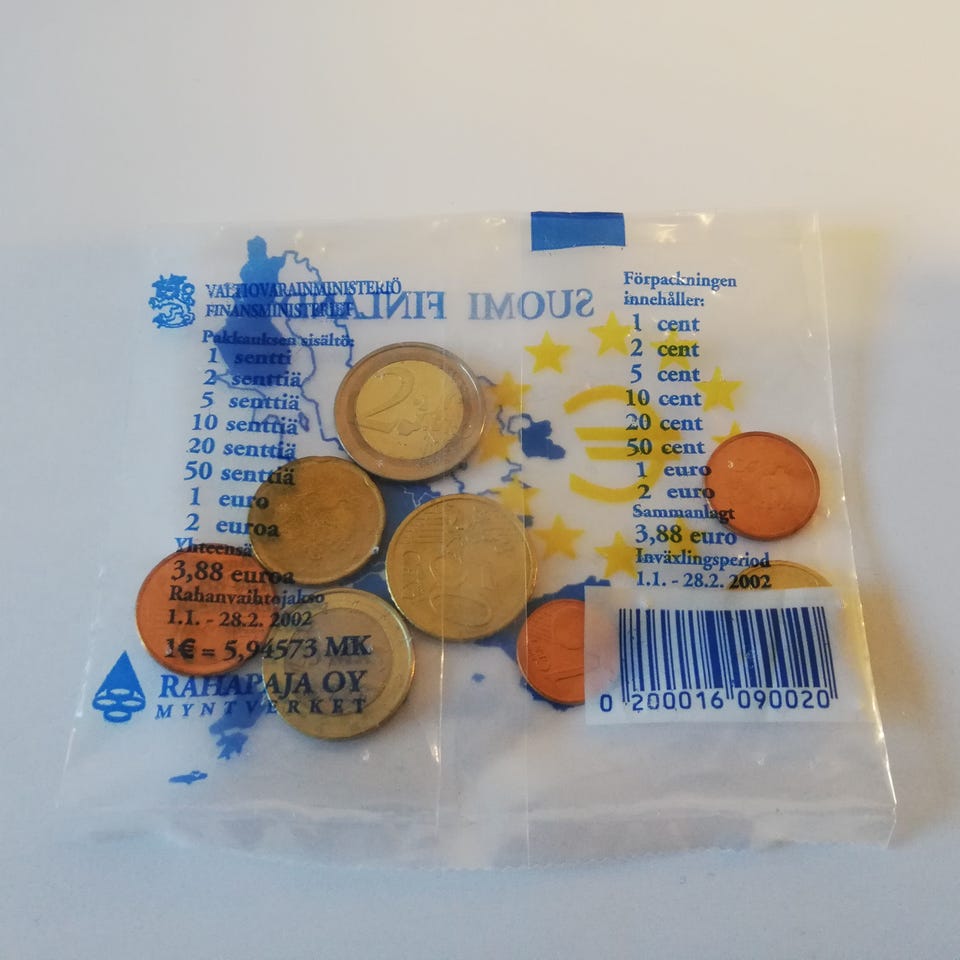 VALTIOVARAINMINISTERIÖ
FINANSMINISTERIET
SUOMI FINLAND
Pakkauksen sisältö:
1 sentti
2 senttiä
5 senttiä
10 senttiä
20 senttiä
50 senttiä
1 euro
2 euroa
Yhteensä
3,88 euroa
Rahanvaihtojakso
1.1. - 28.2. 2002
1€ = 5,94573 MK
RAHAPAJA OY
MYNTVERKET
Förpackningen
innehåller:
1 cent
2 cent
5 cent
10 cent
20 cent
50 cent
1 euro
2 euro
Sammanlagt
3,88 euro
Inväxlingsperiod
1.1. - 28.2. 2002
0 200016 090020
2
50